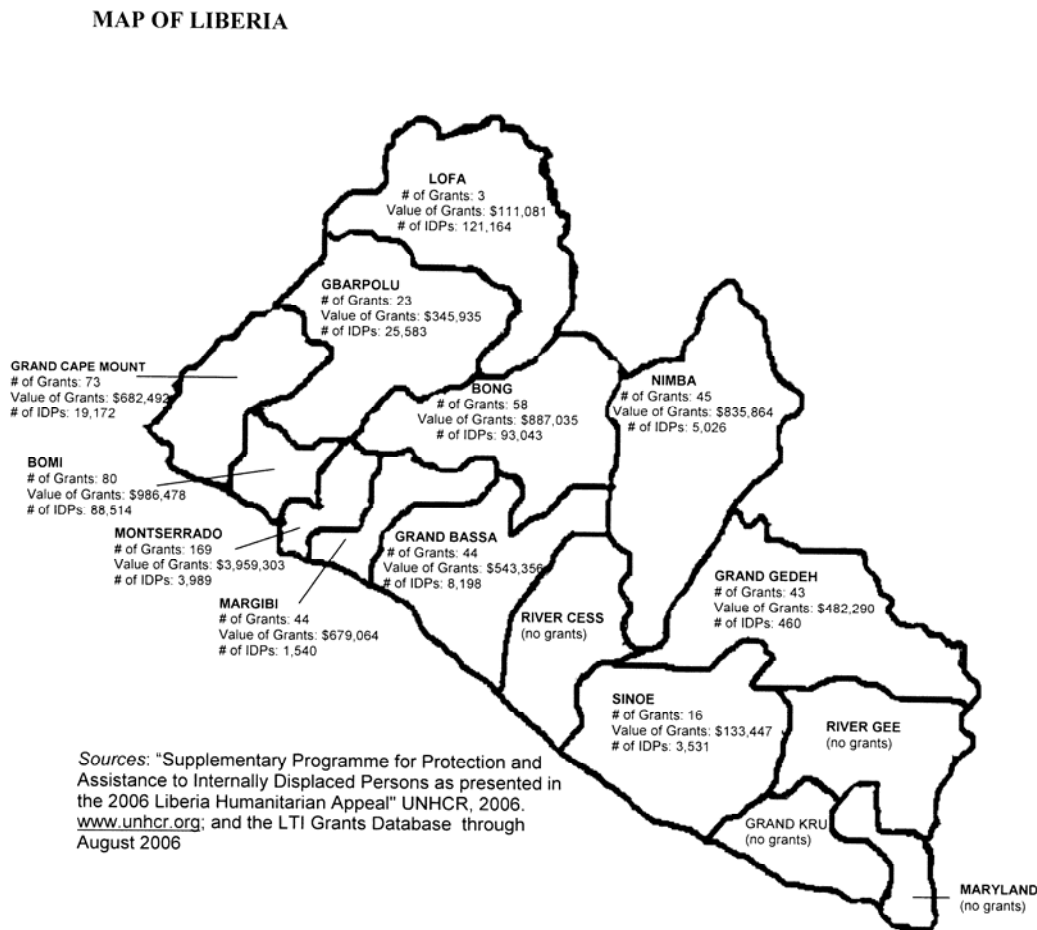 MAP OF LIBERIA
LOFA
# of Grants: 3
Value of Grants: $111,081
# of IDPs: 121,164
GBARPOLU
# of Grants: 23
Value of Grants: $345,935
# of IDPs: 25,583
GRAND CAPE MOUNT
# of Grants: 73
Value of Grants: $682,492
# of IDPs: 19,172
BONG
# of Grants: 58
Value of Grants: $887,035
# of IDPs: 93,043
NIMBA
# of Grants: 45
Value of Grants: $835,864
# of IDPs: 5,026
BOMI
# of Grants: 80
Value of Grants: $986,478
# of IDPs: 88,514
MONTSERRADO
# of Grants: 169
Value of Grants: $3,959,303
# of IDPs: 3,989
GRAND BASSA
# of Grants: 44
Value of Grants: $543,356
# of IDPs: 8,198
MARGIBI
# of Grants: 44
Value of Grants: $679,064
# of IDPs: 1,540
RIVER CESS
(no grants)
GRAND GEDEH
# of Grants: 43
Value of Grants: $482,290
# of IDPs: 460
SINOE
# of Grants: 16
Value of Grants: $133,447
# of IDPs: 3,531
RIVER GEE
(no grants)
GRAND KRU
(no grants)
MARYLAND
(no grants)
Sources: “Supplementary Programme for Protection and
Assistance to Internally Displaced Persons as presented in
the 2006 Liberia Humanitarian Appeal" UNHCR, 2006.
www.unhcr.org; and the LTI Grants Database through
August 2006